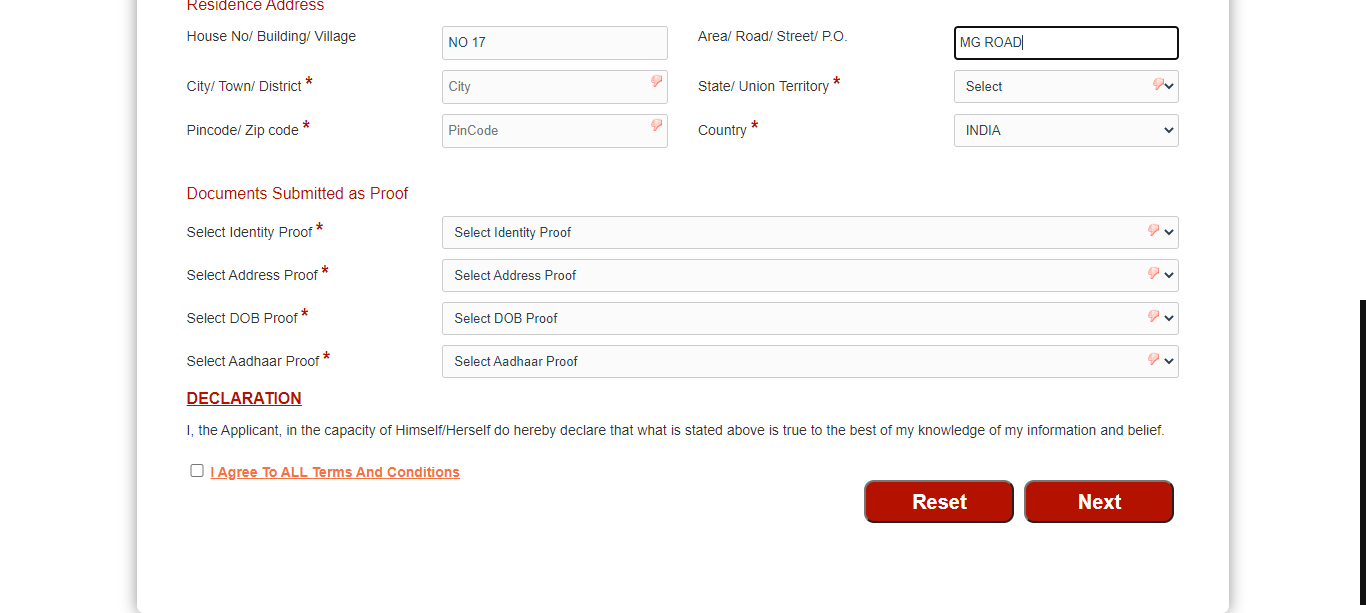 Residence Address
House No/ Building/ Village NO 17 Area/ Road/ Street/ P.O. MG ROAD
City/ Town/ District * City State/ Union Territory * Select
Pincode/ Zip code * PinCode Country * INDIA
Documents Submitted as Proof
Select Identity Proof * Select Identity Proof
Select Address Proof * Select Address Proof
Select DOB Proof * Select DOB Proof
Select Aadhaar Proof * Select Aadhaar Proof
DECLARATION
I, the Applicant, in the capacity of Himself/Herself do hereby declare that what is stated above is true to the best of my knowledge of my information and belief.
I Agree To ALL Terms And Conditions
Reset Next